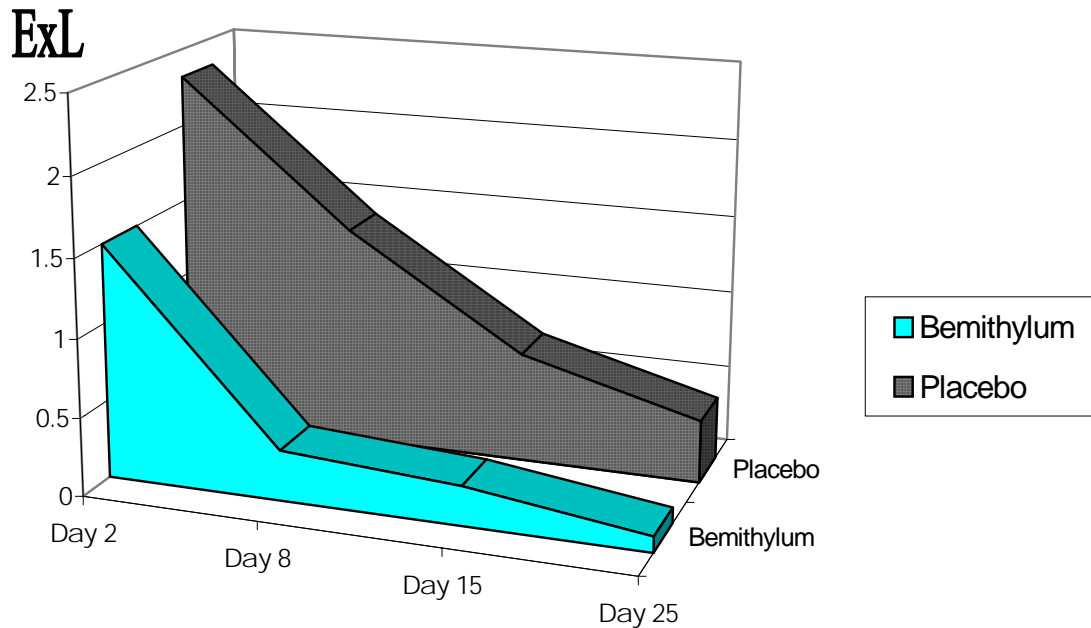 ExL
2.5
2
1.5
1
0.5
0
Day 2
Day 8
Day 15
Day 25
Placebo
Bemithylum
Bemithylum
Placebo